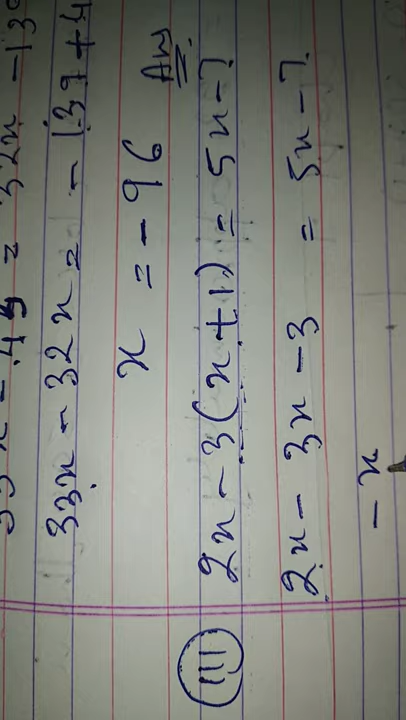 33x - 32x = - 139 + 4
x = - 96 Ans
(III) 2x - 3(x + 1) = 5x - 7
2x - 3x - 3 = 5x - 7
- x